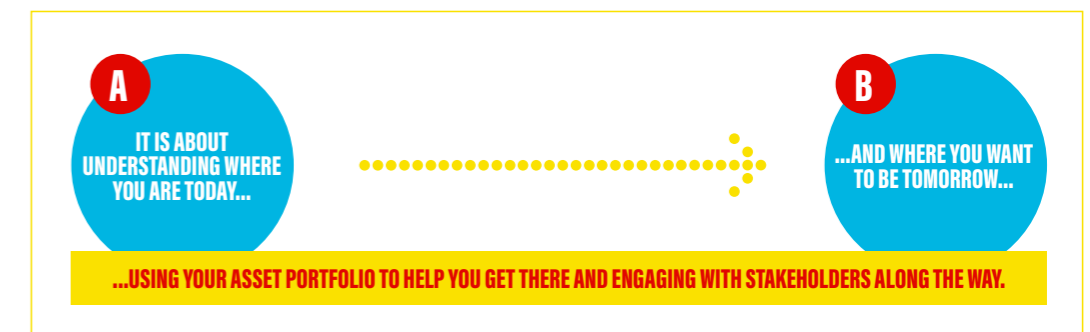 A
IT IS ABOUT
UNDERSTANDING WHERE
YOU ARE TODAY...
B
...AND WHERE YOU WANT
TO BE TOMORROW...
...USING YOUR ASSET PORTFOLIO TO HELP YOU GET THERE AND ENGAGING WITH STAKEHOLDERS ALONG THE WAY.